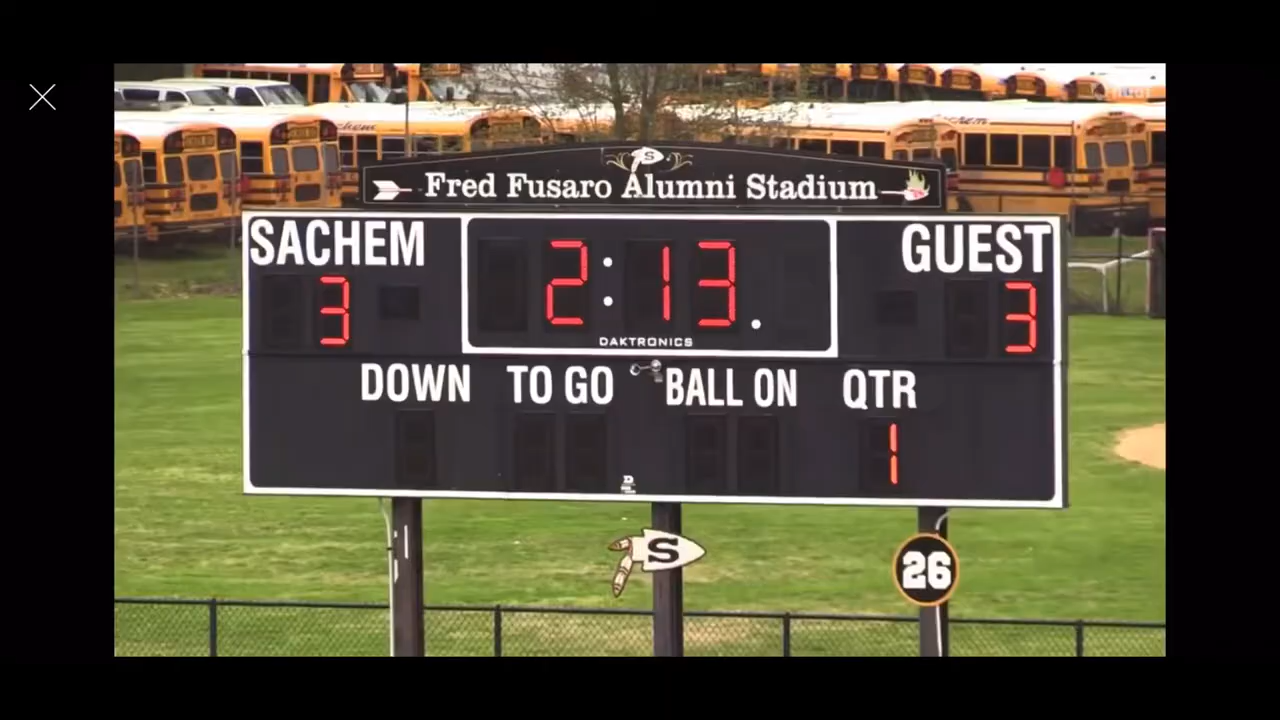 Fred Fusaro Alumni Stadium
SACHEM
2:13.
GUEST
3
3
DAKTRONICS
DOWN TO GO BALL ON QTR
1
S
26